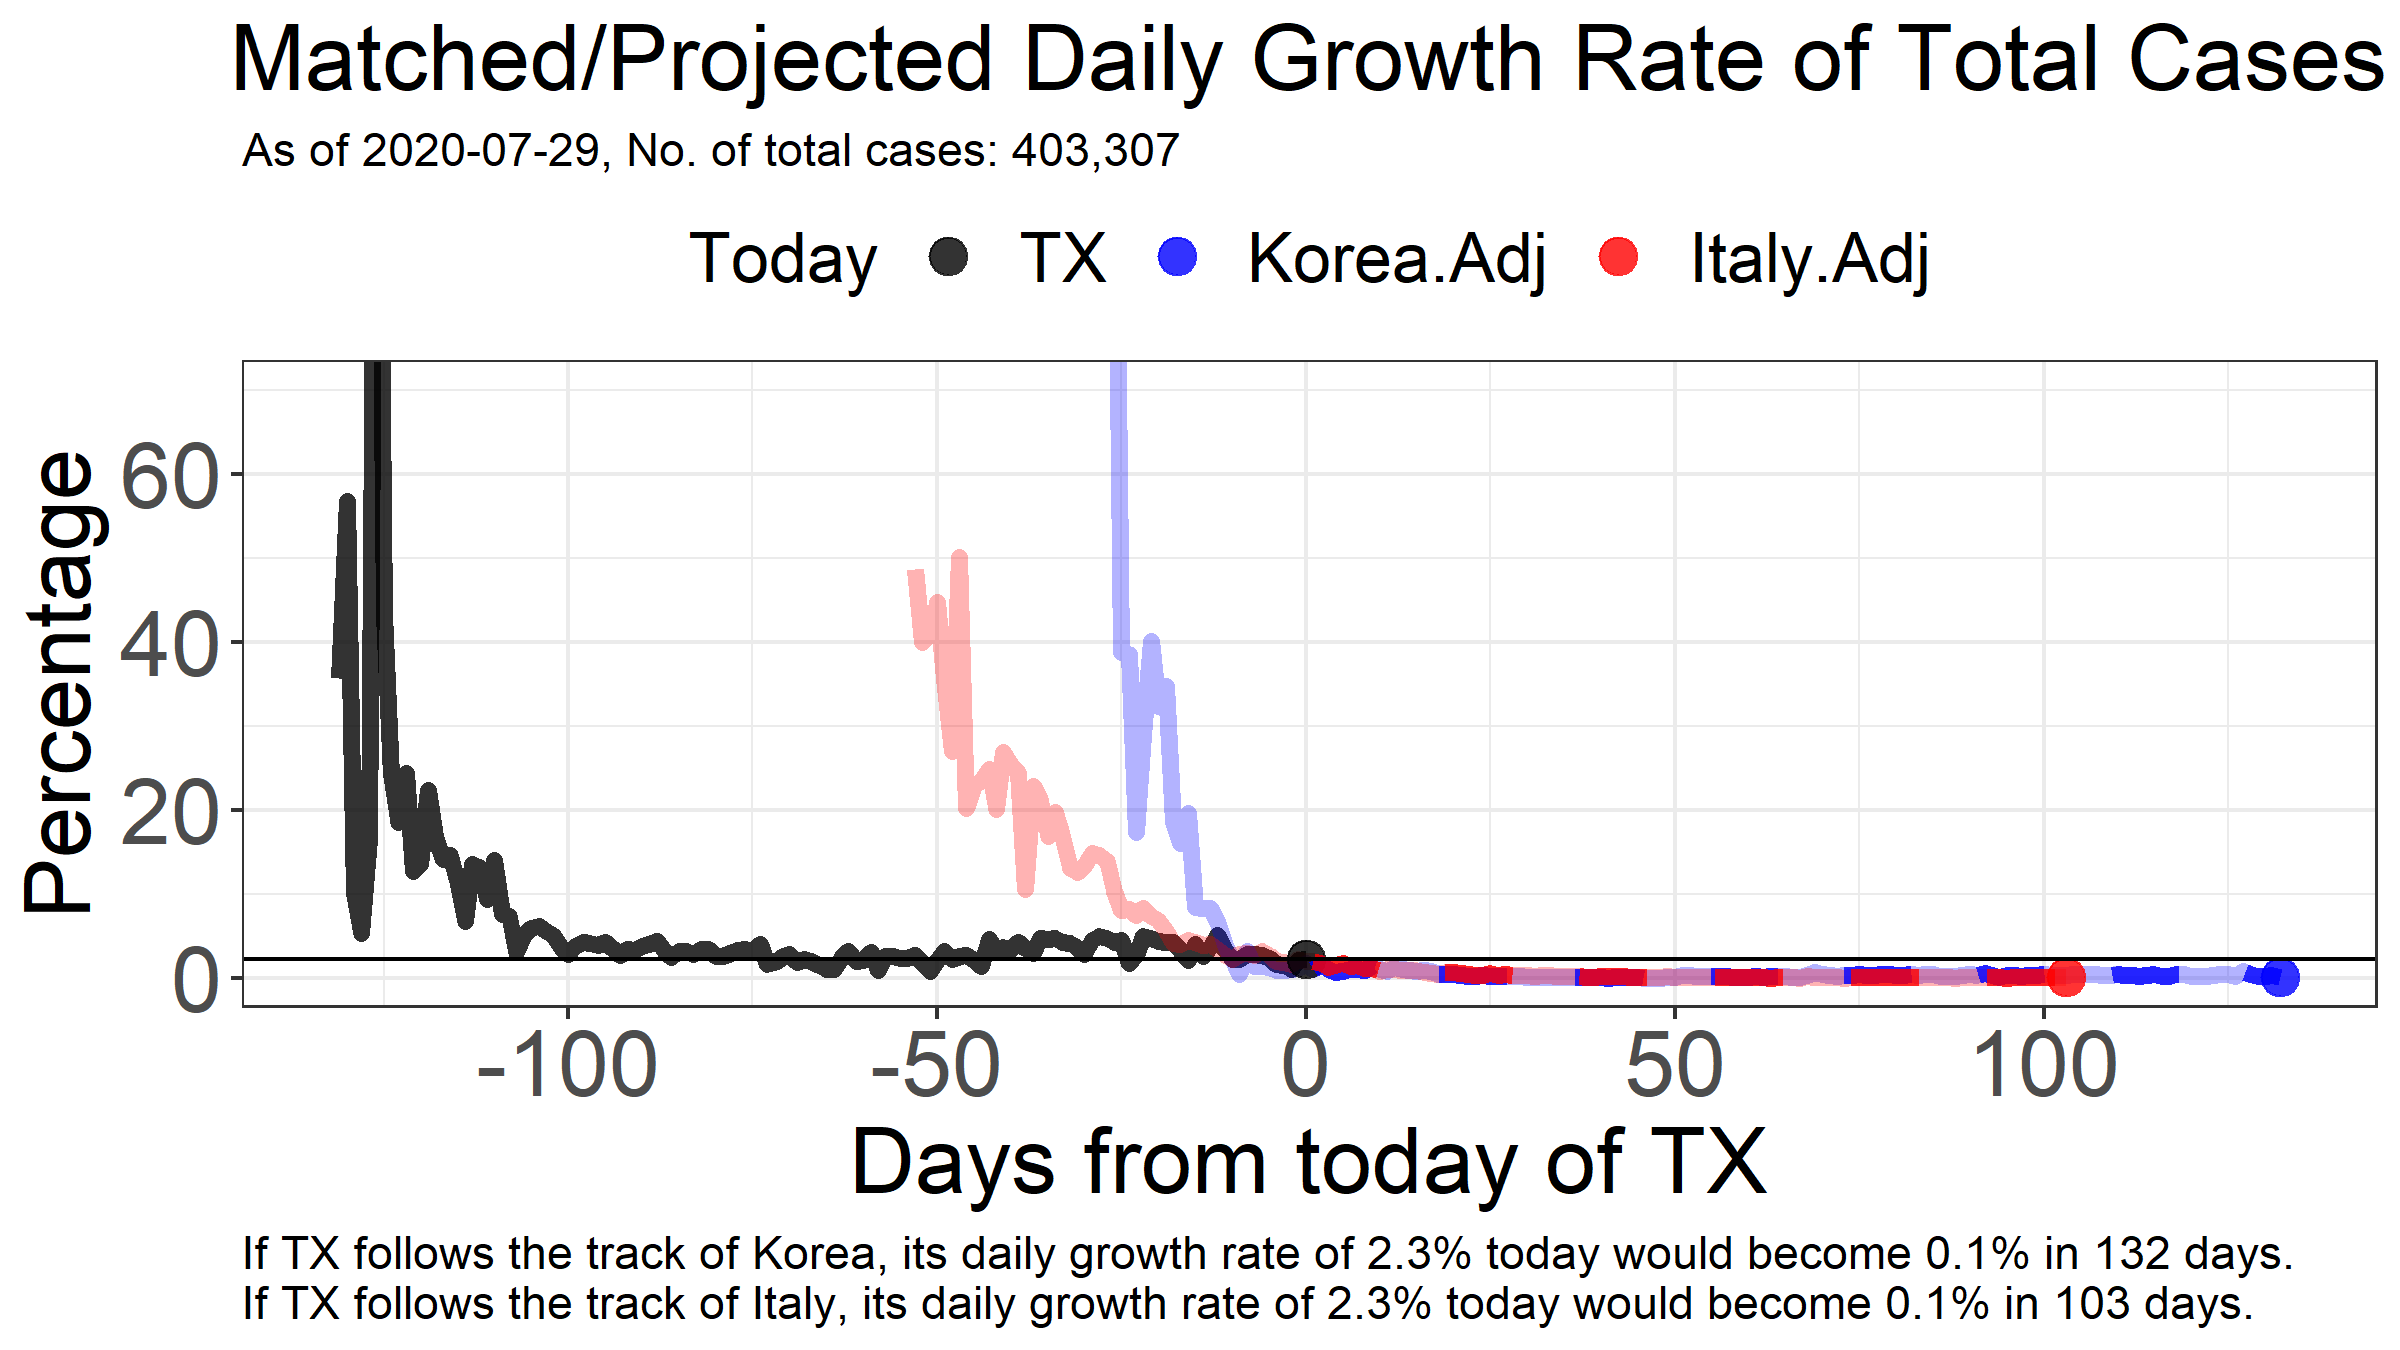 Matched/Projected Daily Growth Rate of Total Cases
As of 2020-07-29, No. of total cases: 403,307
Today TX Korea.Adj Italy.Adj
Percentage
60
40
20
0
-100 -50 0 50 100
Days from today of TX
If TX follows the track of Korea, its daily growth rate of 2.3% today would become 0.1% in 132 days.
If TX follows the track of Italy, its daily growth rate of 2.3% today would become 0.1% in 103 days.